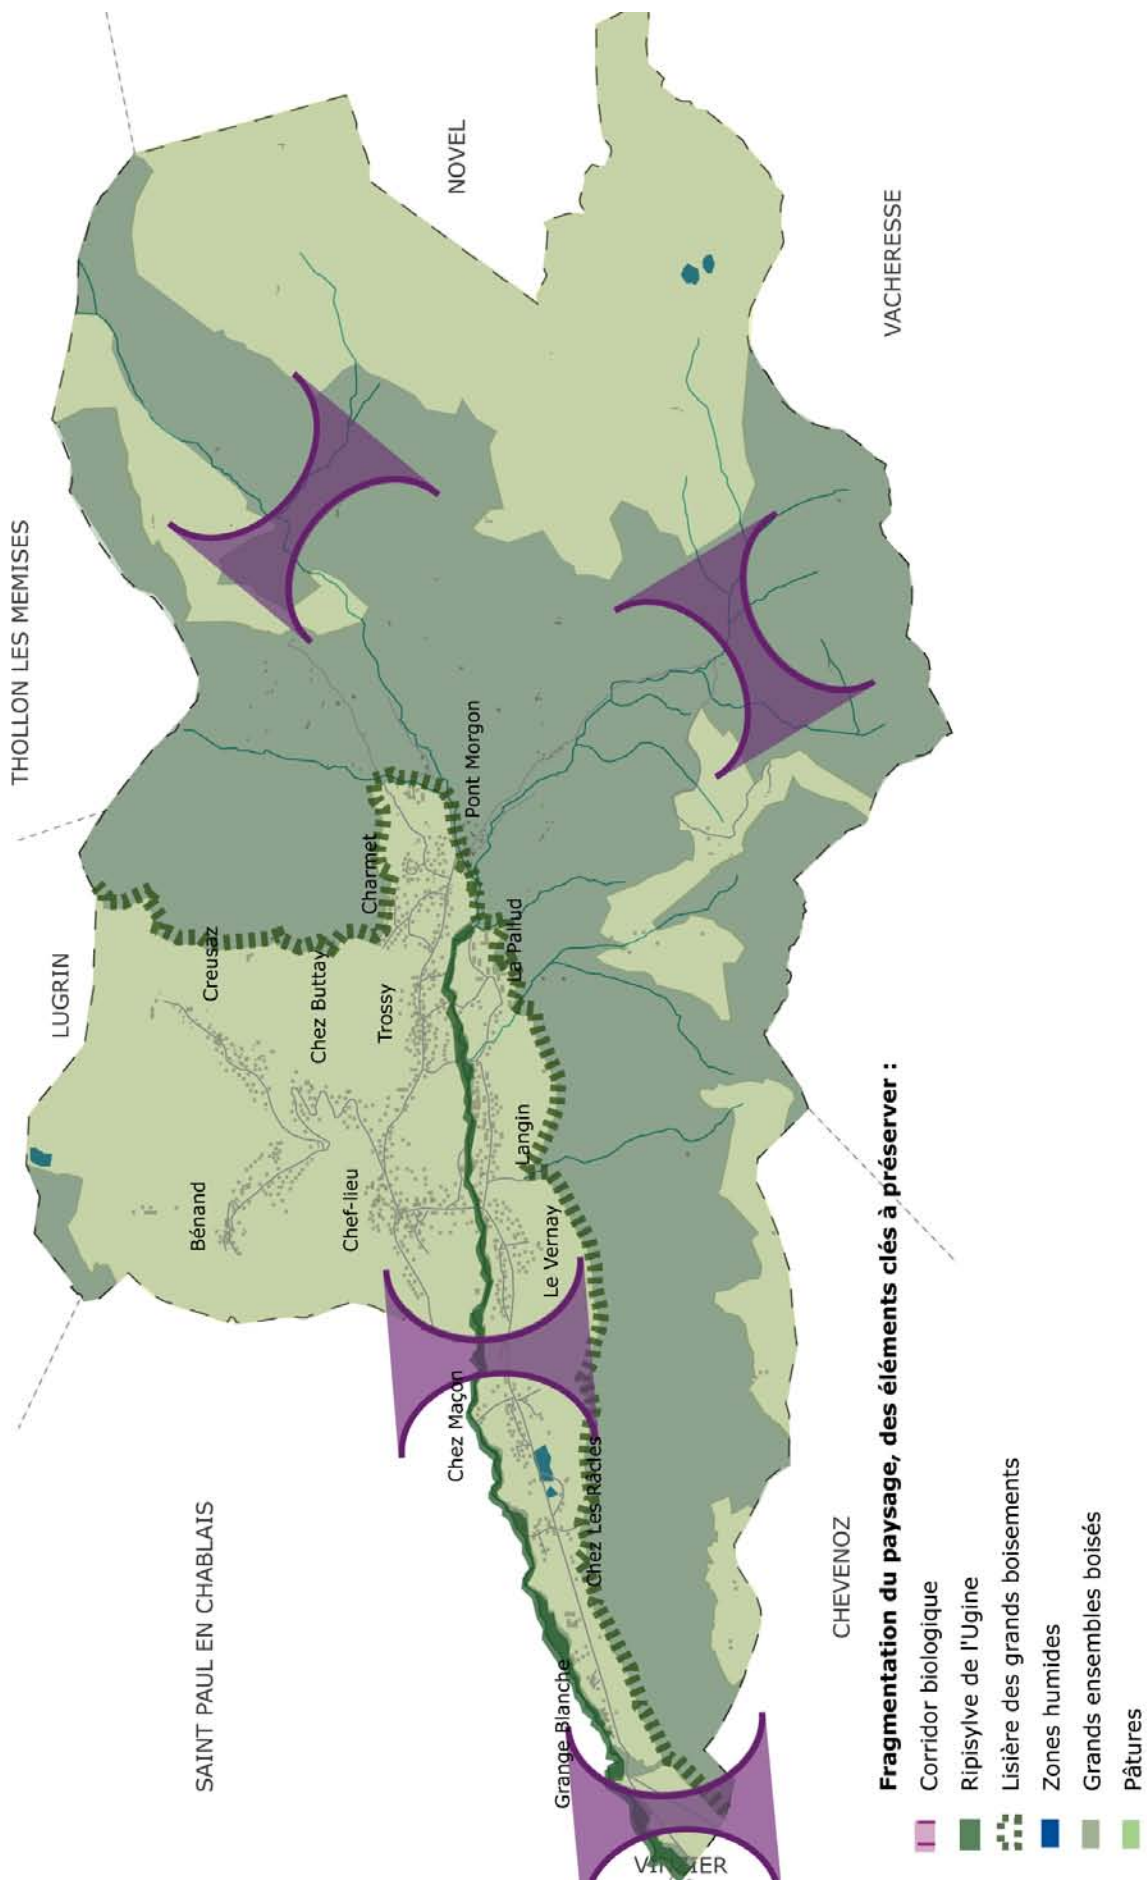 THOLLON LES MEMISES
LUGRIN
NOVEL
VACHERESSE
SAINT PAUL EN CHABLAIS
CHEVENOZ
VINZIER
Creusaz
Bénand
Chez Buttay
Charmet
Trossy
Chef-lieu
Pont Morgon
La Pallud
Langin
Le Vernay
Chez Maçon
Chez Les Râcles
Grange Blanche
Fragmentation du paysage, des éléments clés à préserver :
Corridor biologique
Ripisylve de l'Ugine
Lisière des grands boisements
Zones humides
Grands ensembles boisés
Pâtures